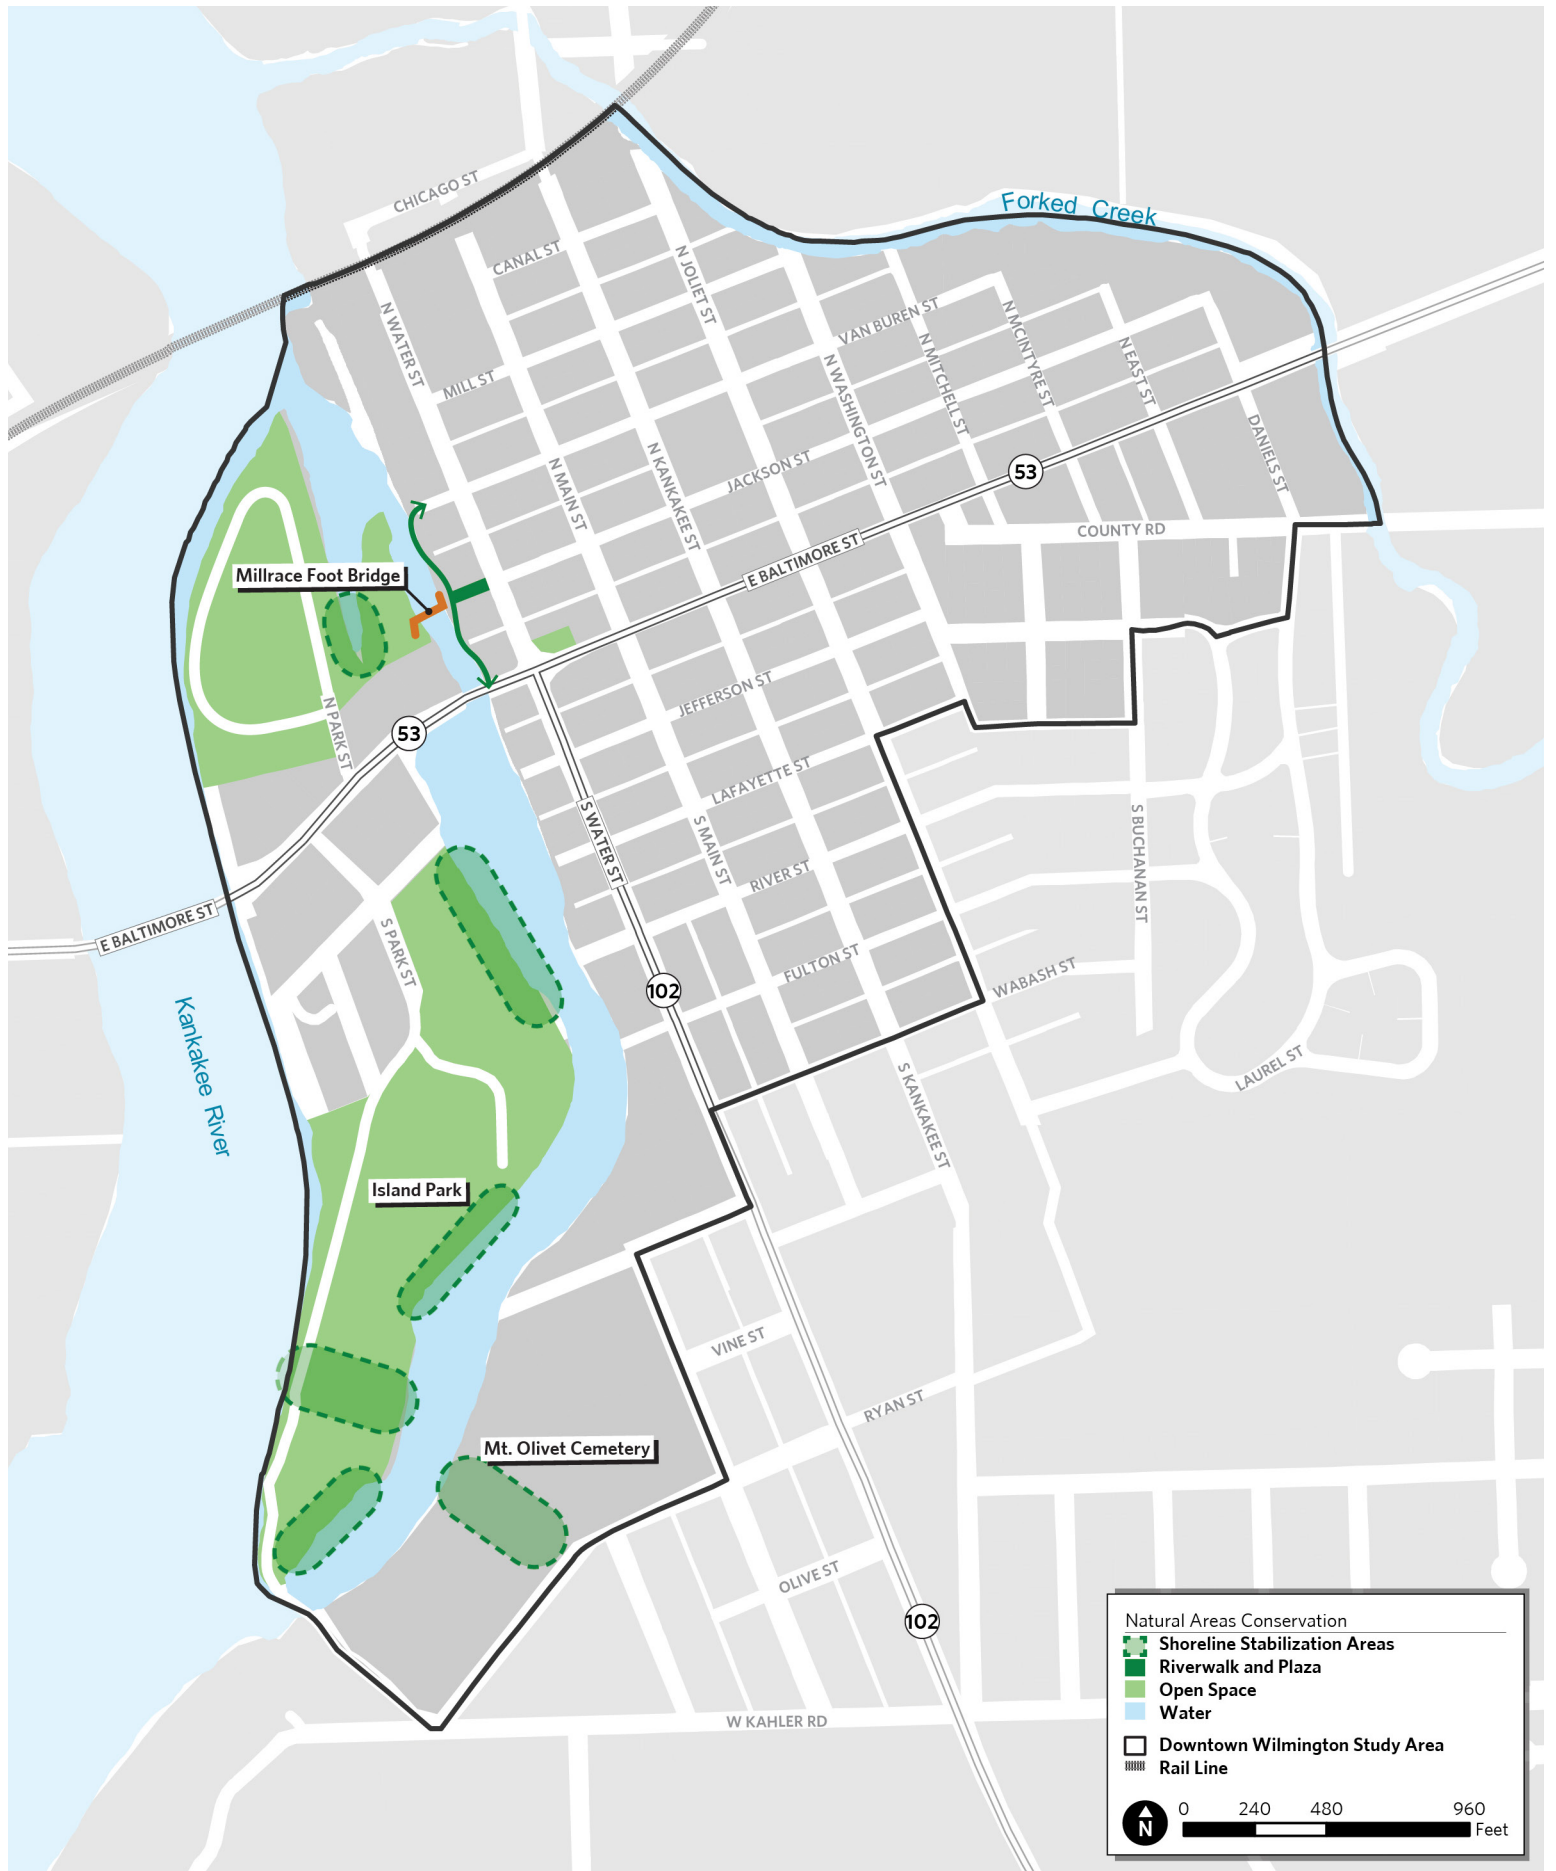 CHICAGO ST
Forked Creek
CANAL ST
N JOLIET ST
N WATER ST
VAN BUREN ST
N MCINTYRE ST
N MITCHELL ST
N EAST ST
N WASHINGTON ST
MILL ST
DANIELS ST
N KANKAKEE ST
N MAIN ST
JACKSON ST
53
COUNTY RD
E BALTIMORE ST
Millrace Foot Bridge
N PARK ST
53
JEFFERSON ST
LAFAYETTE ST
S WATER ST
S MAIN ST
S BUCHANAN ST
RIVER ST
E BALTIMORE ST
S PARK ST
FULTON ST
WABASH ST
102
Kankakee River
LAUREL ST
S KANKAKEE ST
Island Park
VINE ST
RYAN ST
Mt. Olivet Cemetery
OLIVE ST
102
W KAHLER RD
Natural Areas Conservation
Shoreline Stabilization Areas
Riverwalk and Plaza
Open Space
Water
Downtown Wilmington Study Area
Rail Line
N
0 240 480 960
Feet